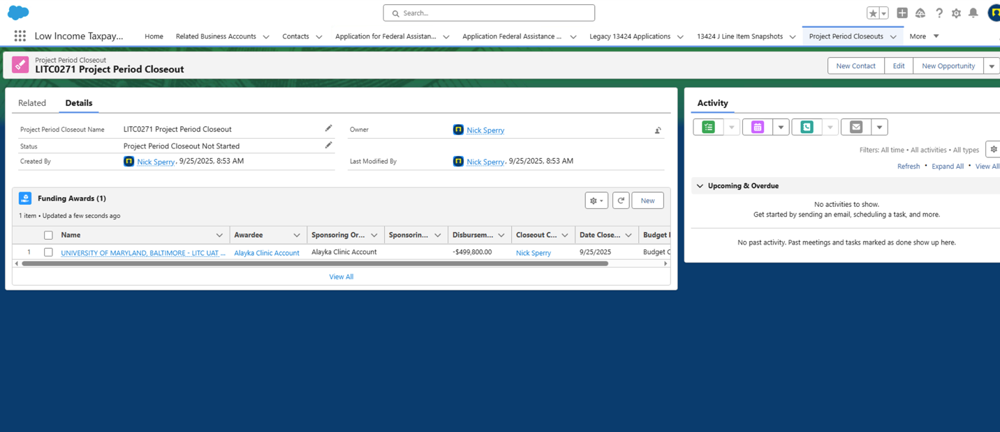 Search...
Low Income Taxpay...
Home
Related Business Accounts
Contacts
Application for Federal Assistan...
Application Federal Assistance ...
Legacy 13424 Applications
13424 J Line Item Snapshots
Project Period Closeouts
More
Project Period Closeout
LITC0271 Project Period Closeout
New Contact
Edit
New Opportunity
Related
Details
Project Period Closeout Name
LITC0271 Project Period Closeout
Owner
Nick Sperry
Status
Project Period Closeout Not Started
Created By
Nick Sperry, 9/25/2025, 8:53 AM
Last Modified By
Nick Sperry, 9/25/2025, 8:53 AM
Funding Awards (1)
New
1 item • Updated a few seconds ago
Name
Awardee
Sponsoring Or...
Sponsorin...
Disbursem...
Closeout C...
Date Close...
Budget
1
UNIVERSITY OF MARYLAND, BALTIMORE - LITC UAT ...
Alayka Clinic Account
Alayka Clinic Account
-$499,800.00
Nick Sperry
9/25/2025
Budget
View All
Activity
Filters: All time • All activities • All types
Refresh • Expand All • View All
Upcoming & Overdue
No activities to show.
Get started by sending an email, scheduling a task, and more.
No past activity. Past meetings and tasks marked as done show up here.